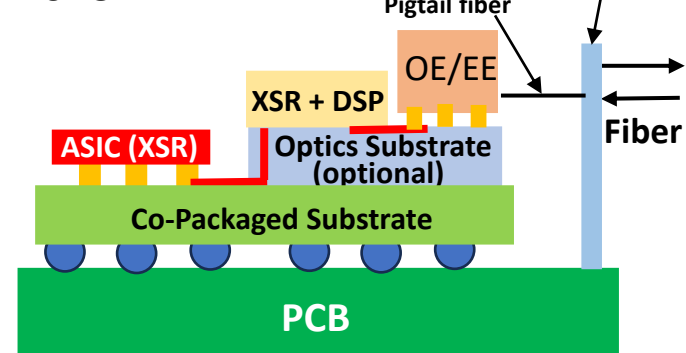 Pigtail fiber
OE/EE
XSR + DSP
Fiber
ASIC (XSR)
Optics Substrate
(optional)
Co-Packaged Substrate
PCB